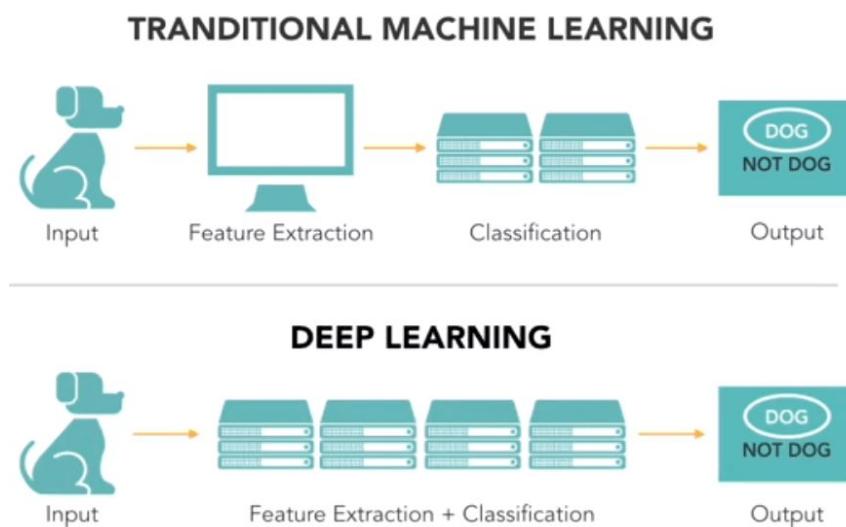 TRANDITIONAL MACHINE LEARNING
DOG
NOT DOG
Input
Feature Extraction
Classification
Output
DEEP LEARNING
DOG
NOT DOG
Input
Feature Extraction + Classification
Output